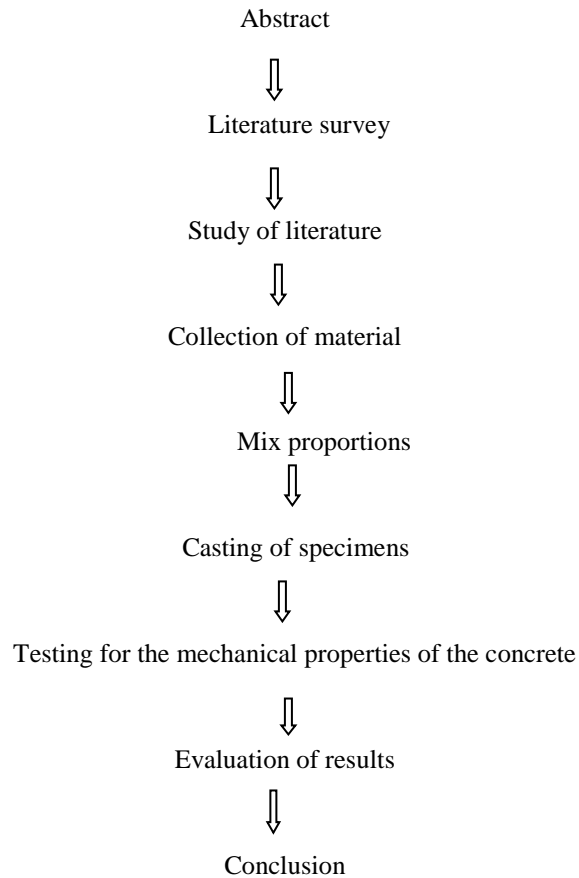 Abstract
Literature survey
Study of literature
Collection of material
Mix proportions
Casting of specimens
Testing for the mechanical properties of the concrete
Evaluation of results
Conclusion